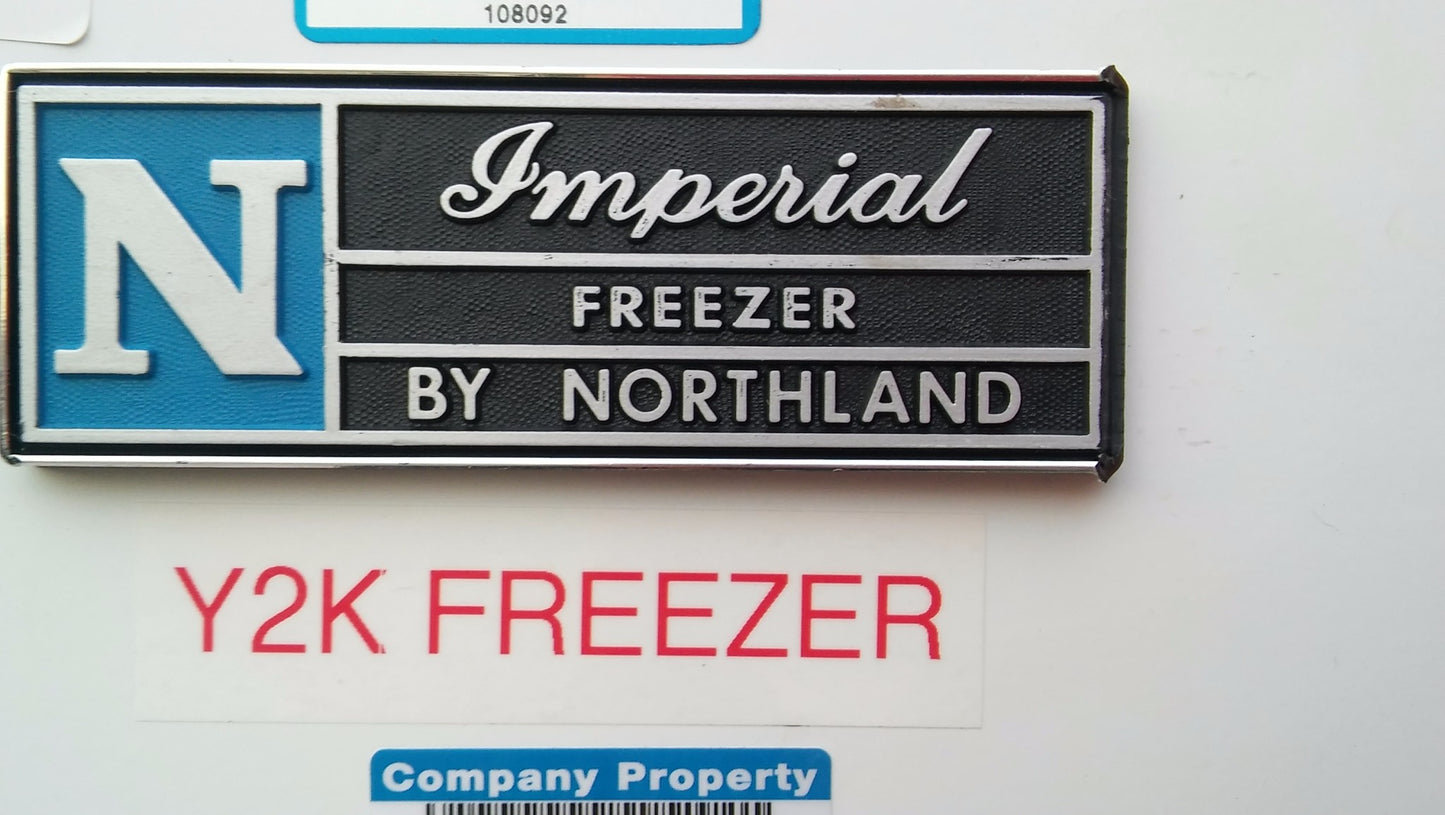 108092
N
Imperial
FREEZER
BY NORTHLAND
Y2K FREEZER
Company Property